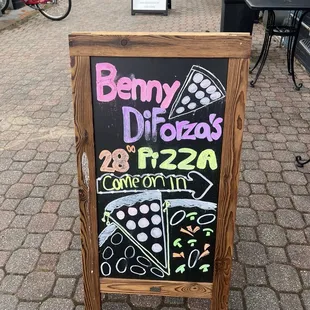 Benny
DiForza's
28" PIZZA
Come on in